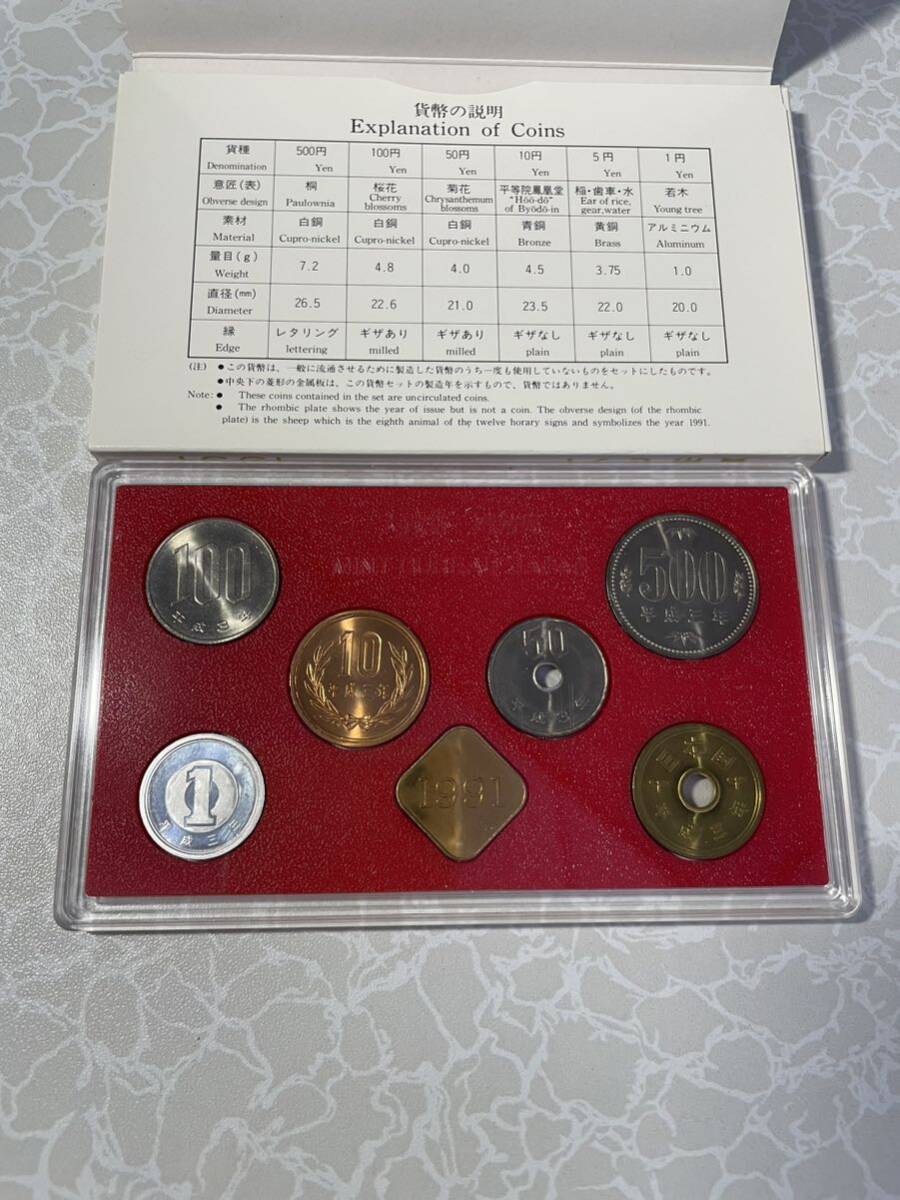 貨幣の説明
Explanation of Coins
貨種 500円 100円 50円 10円 5円 1円
Denomination Yen Yen Yen Yen Yen Yen
意匠(表) 桐 桜花 菊花 平等院鳳凰堂 稲・歯車・水 若木
Obverse design Paulownia Cherry blossoms Chrysanthemum blossoms "Hōō-dō" of Byōdō-in Ear of rice, gear,water Young tree
素材 白銅 白銅 白銅 青銅 黄銅 アルミニウム
Material Cupro-nickel Cupro-nickel Cupro-nickel Bronze Brass Aluminum
量目(g) 7.2 4.8 4.0 4.5 3.75 1.0
Weight
直径(mm) 26.5 22.6 21.0 23.5 22.0 20.0
Diameter
縁 レタリング ギザあり ギザあり ギザなし ギザなし ギザなし
Edge lettering milled milled plain plain plain
(注) ●この貨幣は、一般に流通させるために製造した貨幣のうち一度も使用していないものをセットにしたものです。
●中央下の菱形の金属板は、この貨幣セットの製造年を示すもので、貨幣ではありません。
Note: ● These coins contained in the set are uncirculated coins.
● The rhombic plate shows the year of issue but is not a coin. The obverse design (of the rhombic
plate) is the sheep which is the eighth animal of the twelve horary signs and symbolizes the year 1991.
100
平成3年
500
平成三年
10
平成三年
50
平成3年
1
平成三年
1991
日本国
平成三年